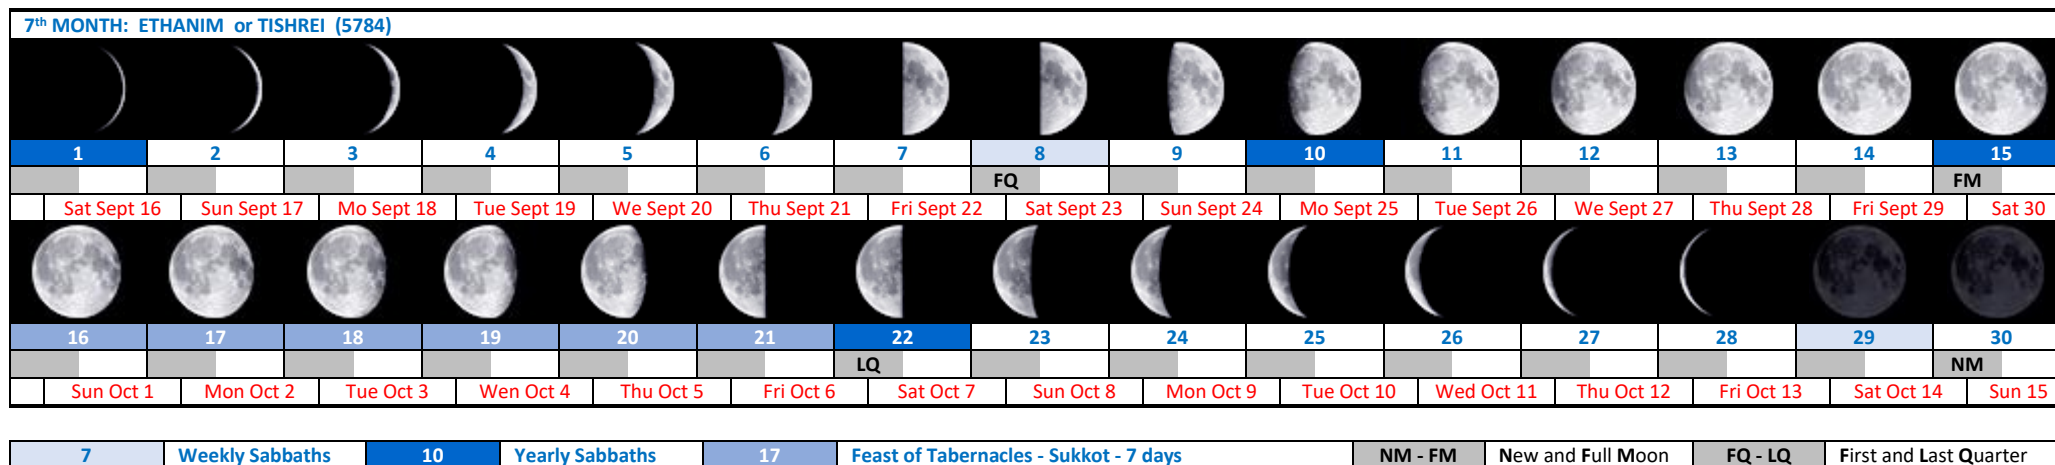 7th MONTH: ETHANIM or TISHREI (5784)
1 2 3 4 5 6 7 8 9 10 11 12 13 14 15
FQ FM
Sat Sept 16 Sun Sept 17 Mo Sept 18 Tue Sept 19 We Sept 20 Thu Sept 21 Fri Sept 22 Sat Sept 23 Sun Sept 24 Mo Sept 25 Tue Sept 26 We Sept 27 Thu Sept 28 Fri Sept 29 Sat 30
16 17 18 19 20 21 22 23 24 25 26 27 28 29 30
LQ NM
Sun Oct 1 Mon Oct 2 Tue Oct 3 Wen Oct 4 Thu Oct 5 Fri Oct 6 Sat Oct 7 Sun Oct 8 Mon Oct 9 Tue Oct 10 Wed Oct 11 Thu Oct 12 Fri Oct 13 Sat Oct 14 Sun 15
7 Weekly Sabbaths 10 Yearly Sabbaths 17 Feast of Tabernacles - Sukkot - 7 days NM - FM New and Full Moon FQ - LQ First and Last Quarter